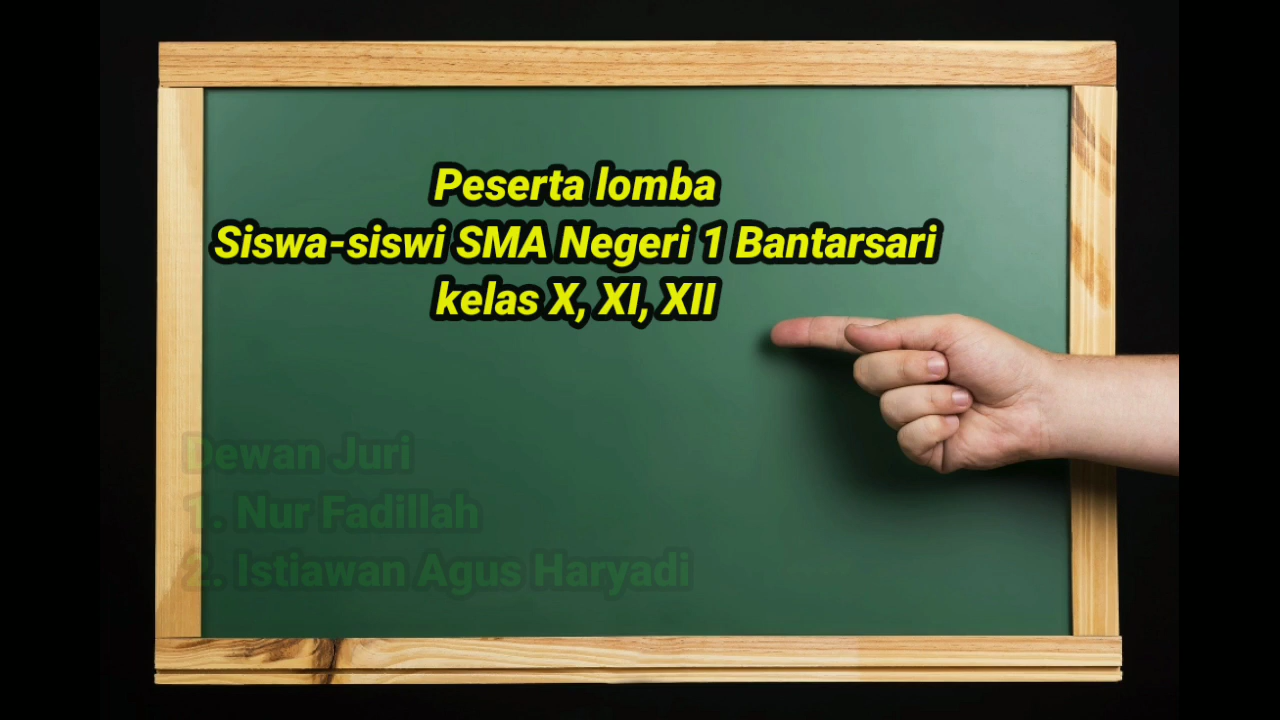 Peserta lomba
Siswa-siswi SMA Negeri 1 Bantarsari
kelas X, XI, XII
Dewan Juri
1. Nur Fadillah
2. Istiawan Agus Haryadi